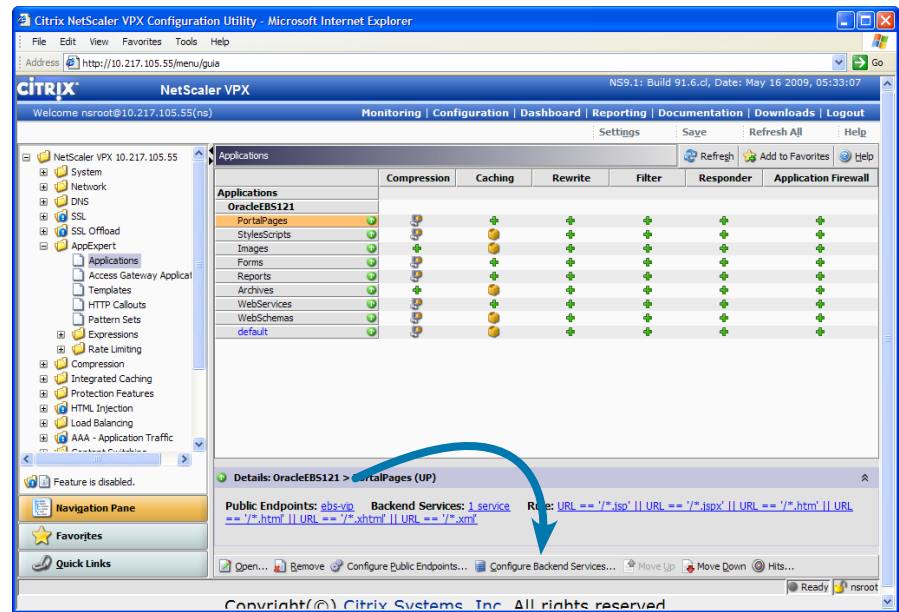 Citrix NetScaler VPX Configuration Utility - Microsoft Internet Explorer
File Edit View Favorites Tools Help
Address http://10.217.105.55/menu/guia Go
CITRIX NetScaler VPX NS9.1: Build 91.6.cl, Date: May 16 2009, 05:33:07
Welcome nsroot@10.217.105.55(ns) Monitoring | Configuration | Dashboard | Reporting | Documentation | Downloads | Logout
Settings Save Refresh All Help
NetScaler VPX 10.217.105.55
System
Network
DNS
SSL
SSL Offload
AppExpert
Applications
Access Gateway Applicat
Templates
HTTP Callouts
Pattern Sets
Expressions
Rate Limiting
Compression
Integrated Caching
Protection Features
HTML Injection
Load Balancing
AAA - Application Traffic
Content Switching
Feature is disabled.
Navigation Pane
Favorites
Quick Links
Applications Refresh Add to Favorites Help
Compression Caching Rewrite Filter Responder Application Firewall
Applications
OracleEBS121
PortalPages
StylesScripts
Images
Forms
Reports
Archives
WebServices
WebSchemas
default
Details: OracleEBS121 > PortalPages (UP)
Public Endpoints: ebs-vip Backend Services: 1 service Rule: URL == '/*.jsp' || URL == '/*.jspx' || URL == '/*.htm' || URL
== '/*.html' || URL == '/*.xhtml' || URL == '/*.xml'
Open... Remove Configure Public Endpoints... Configure Backend Services... Move Up Move Down Hits...
Ready nsroot
Copyright(©) Citrix Systems, Inc. All rights reserved